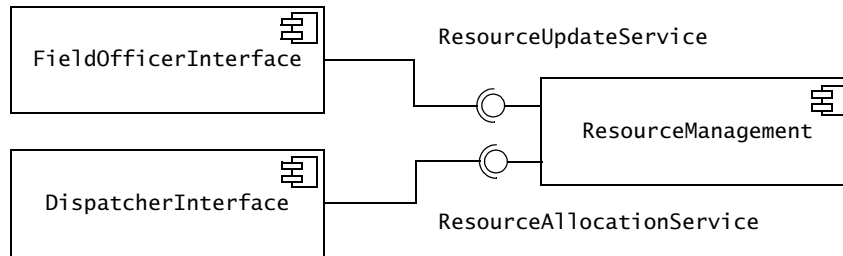 FieldOfficerInterface
ResourceUpdateService
ResourceManagement
DispatcherInterface
ResourceAllocationService